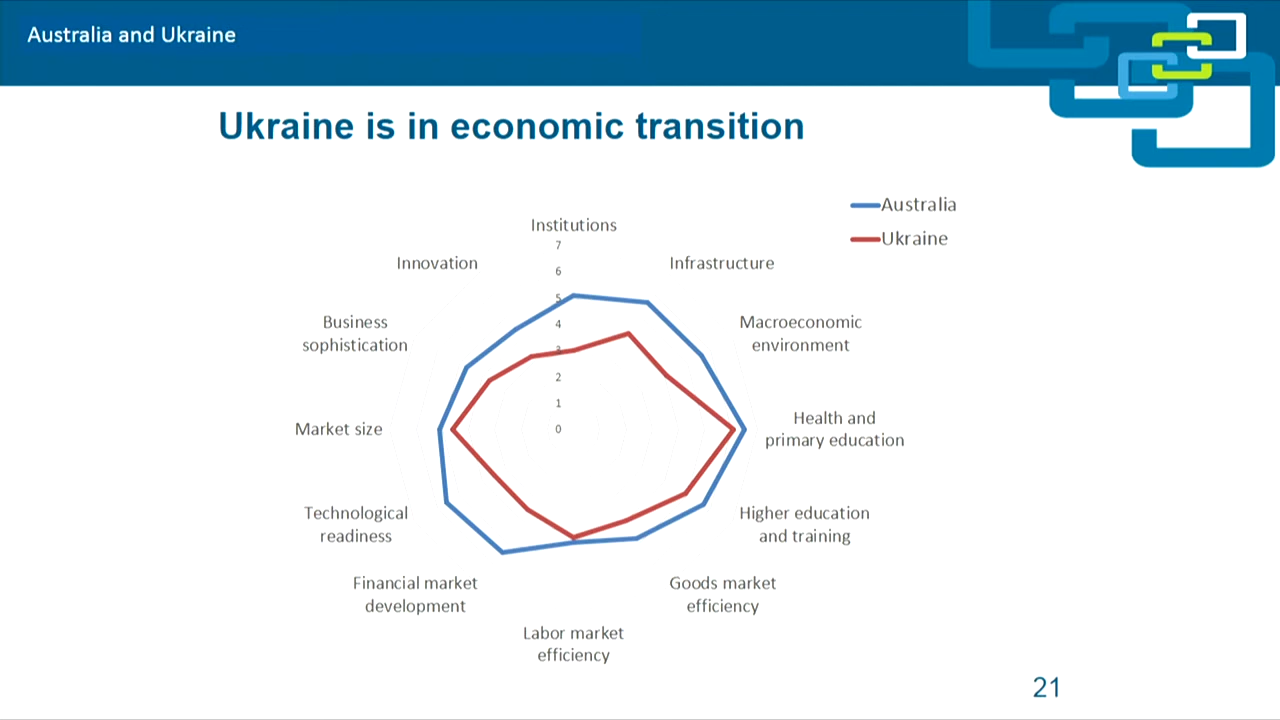 Australia and Ukraine
Ukraine is in economic transition
Australia
Ukraine
Institutions
Infrastructure
Macroeconomic
environment
Health and
primary education
Higher education
and training
Goods market
efficiency
Labor market
efficiency
Financial market
development
Technological
readiness
Market size
Business
sophistication
Innovation
7
6
5
4
3
2
1
0
21